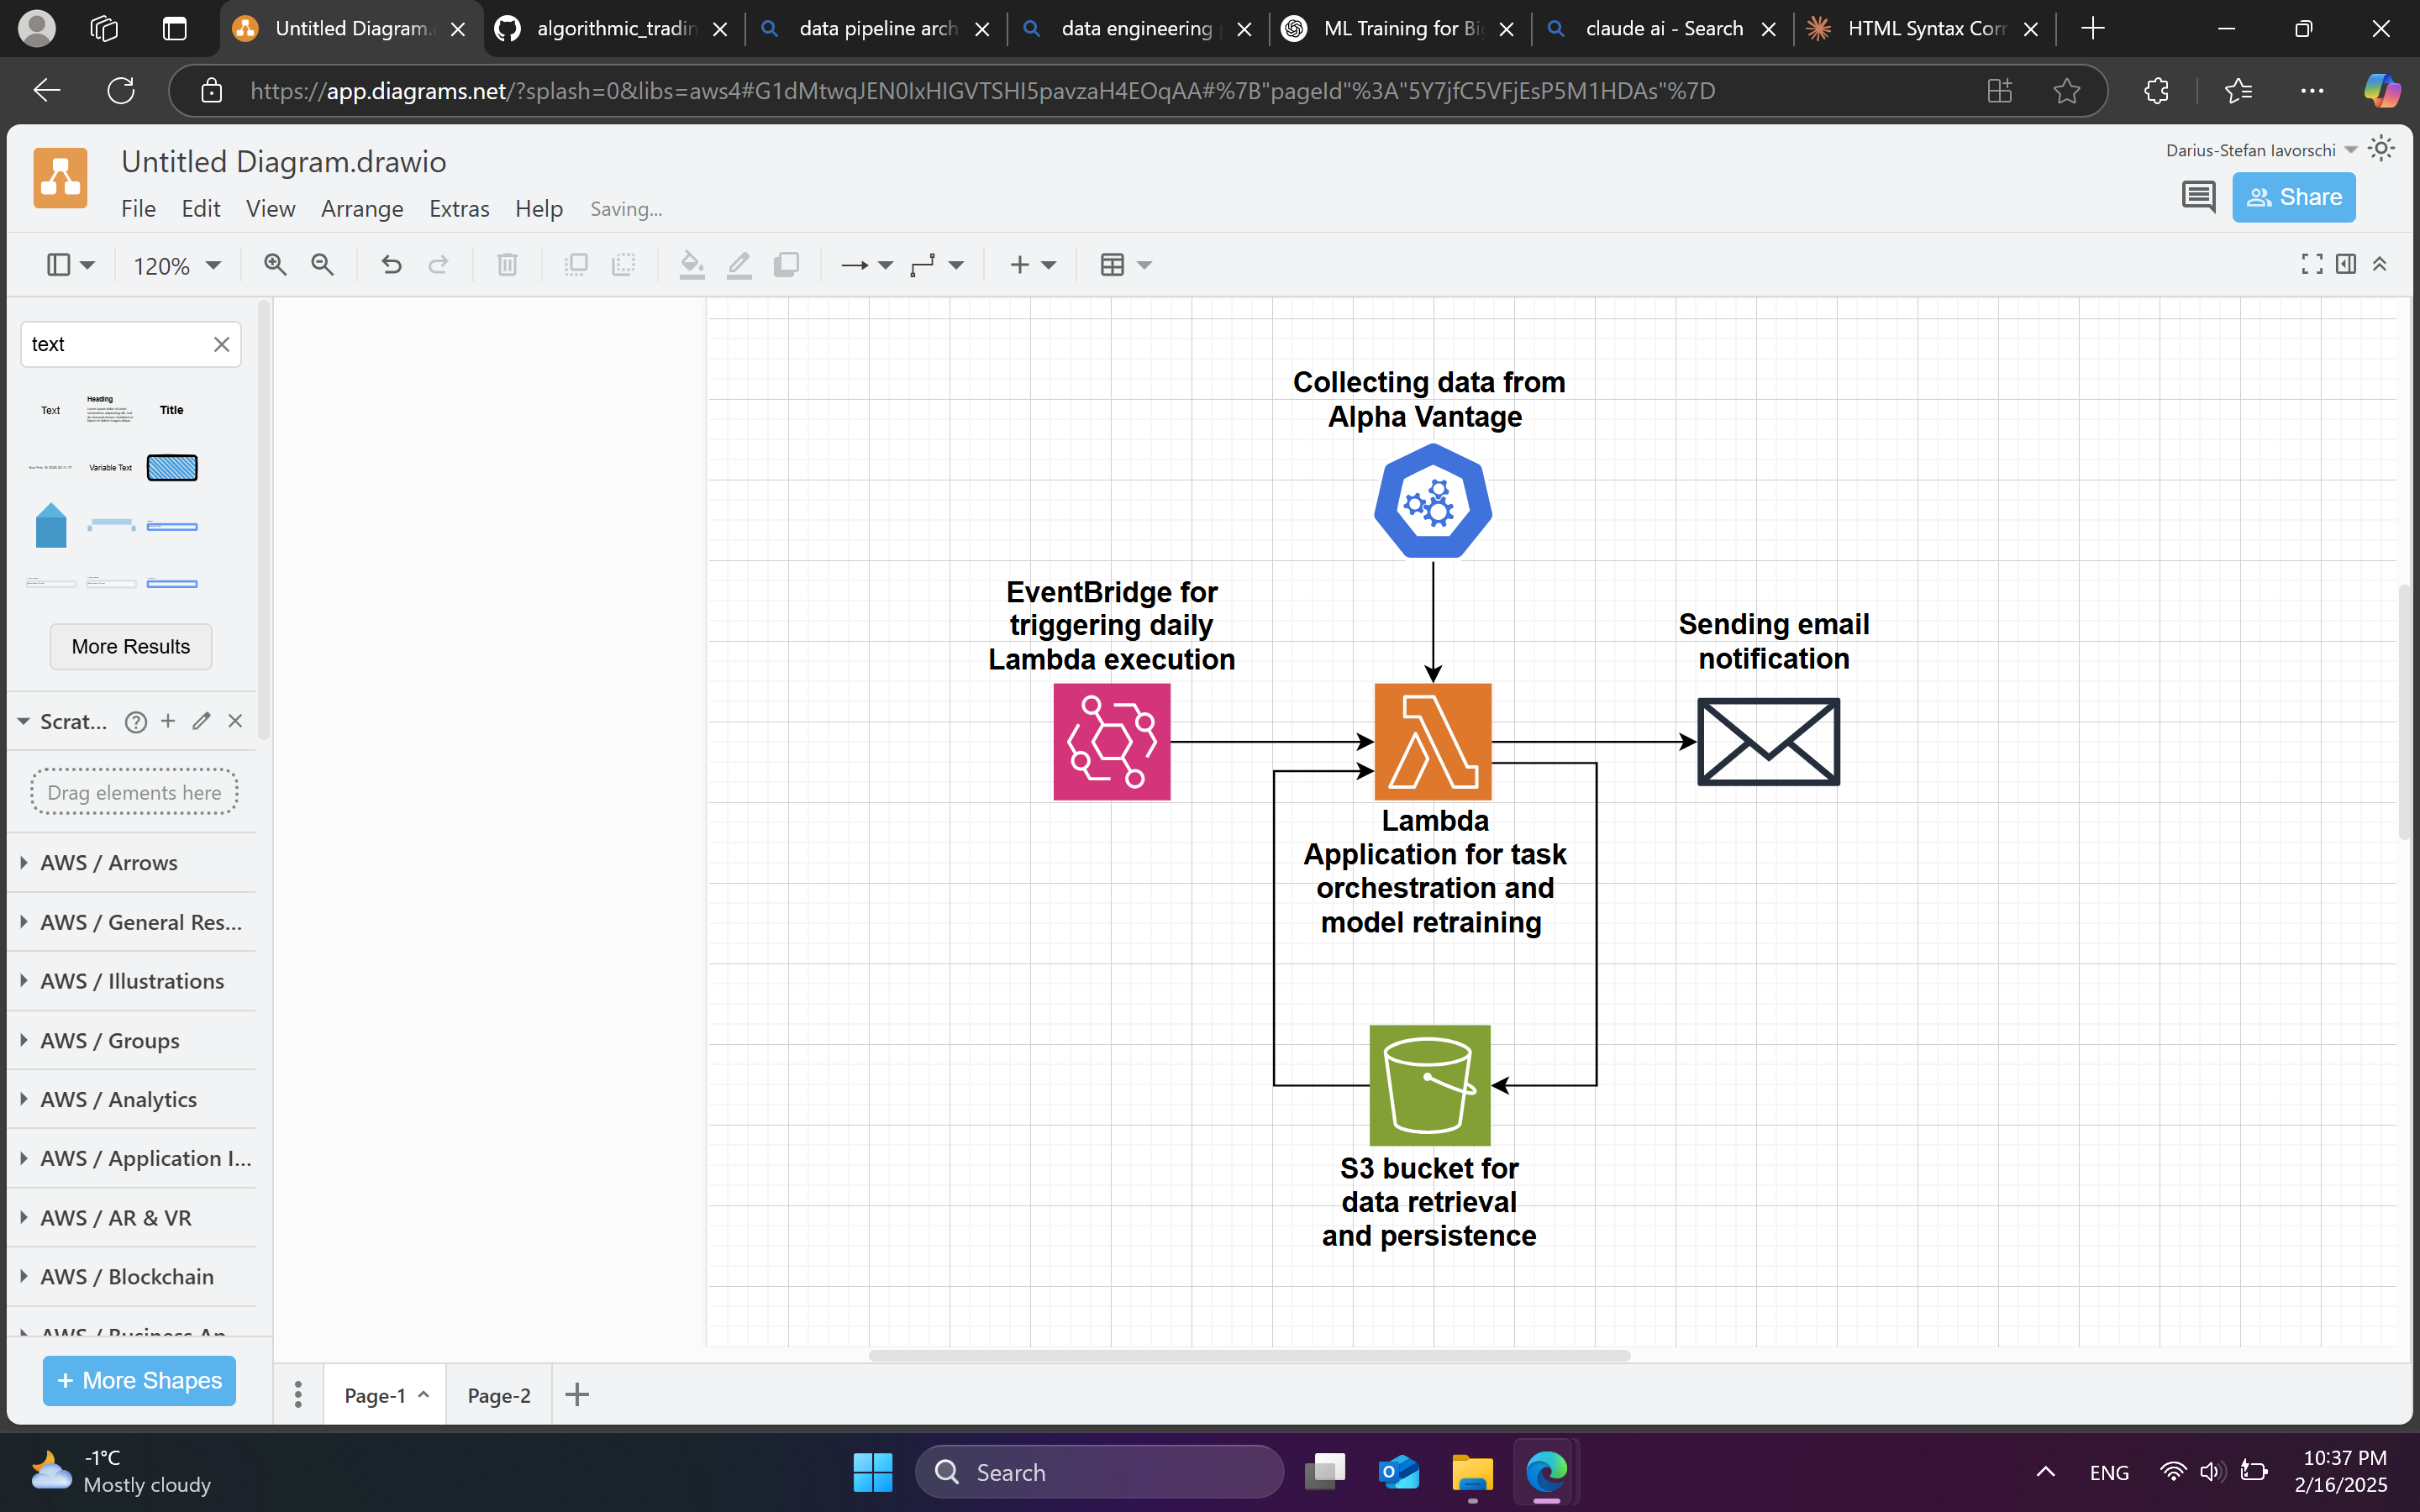 Untitled Diagram.
algorithmic_tradin
data pipeline arch
data engineering
ML Training for Bi
claude ai - Search
HTML Syntax Corr
https://app.diagrams.net/?splash=0&libs=aws4#G1dMtwqJEN0IxHIGVTSHI5pavzaH4EOqAA#%7B"pageId"%3A"5Y7jfC5VFjEsP5M1HDAs"%7D
Untitled Diagram.drawio
Darius-Stefan Iavorschi
File Edit View Arrange Extras Help Saving...
Share
120%
text
Text
Heading
Title
Variable Text
More Results
Scrat...
Drag elements here
AWS / Arrows
AWS / General Res...
AWS / Illustrations
AWS / Groups
AWS / Analytics
AWS / Application I...
AWS / AR & VR
AWS / Blockchain
AWS / Business Ap
+ More Shapes
Collecting data from
Alpha Vantage
EventBridge for
triggering daily
Lambda execution
Sending email
notification
Lambda
Application for task
orchestration and
model retraining
S3 bucket for
data retrieval
and persistence
Page-1
Page-2
-1°C
Mostly cloudy
Search
ENG
10:37 PM
2/16/2025